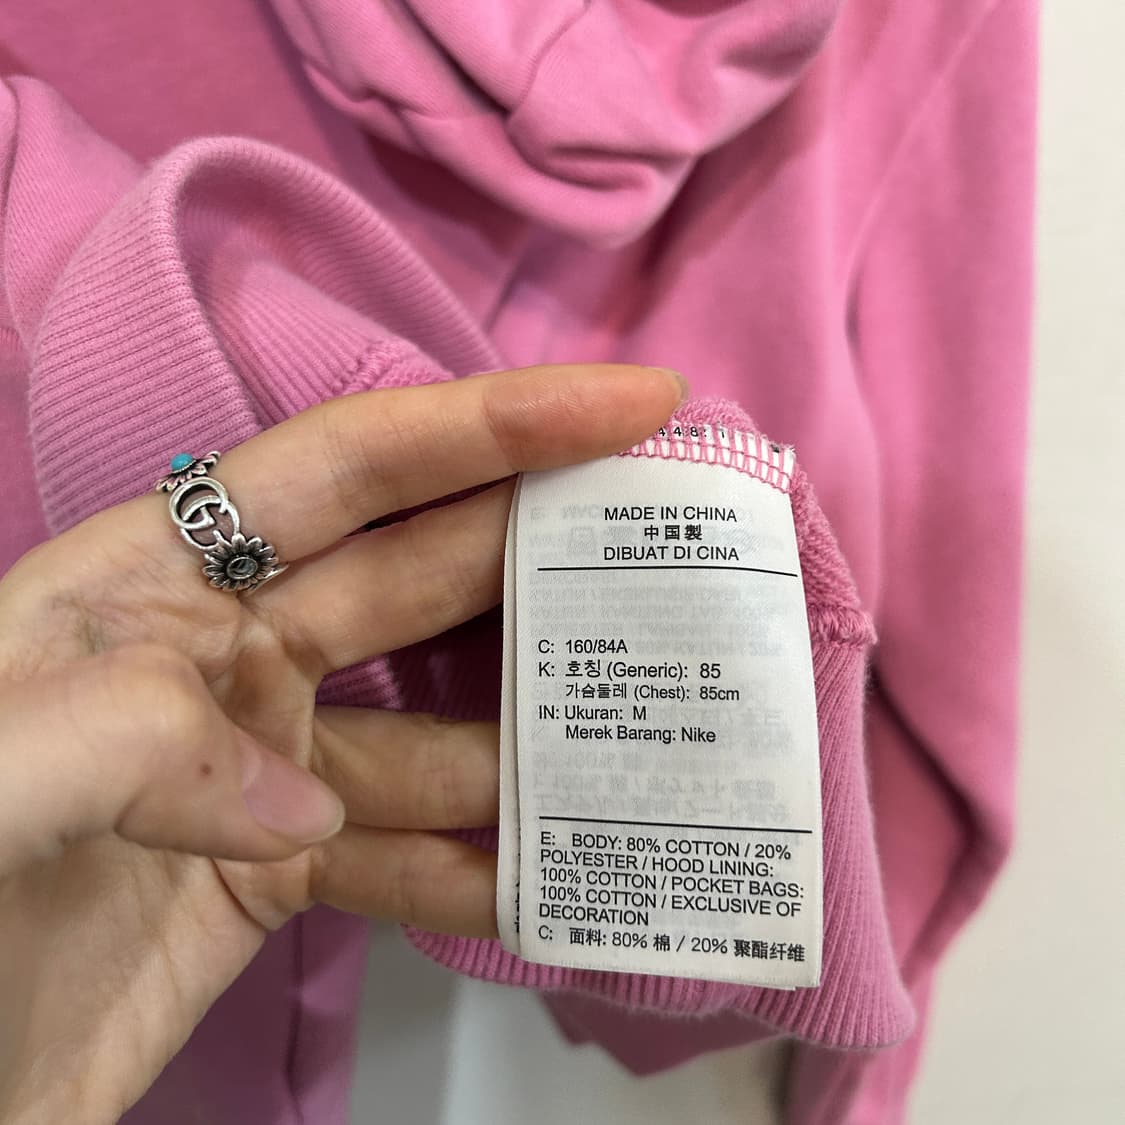 MADE IN CHINA
中国製
DIBUAT DI CINA
C: 160/84A
K: 호칭 (Generic): 85
가슴둘레 (Chest): 85cm
IN: Ukuran: M
Merek Barang: Nike
E: BODY: 80% COTTON / 20%
POLYESTER / HOOD LINING:
100% COTTON / POCKET BAGS:
100% COTTON / EXCLUSIVE OF
DECORATION
C: 面料: 80% 棉 / 20% 聚酯纤维